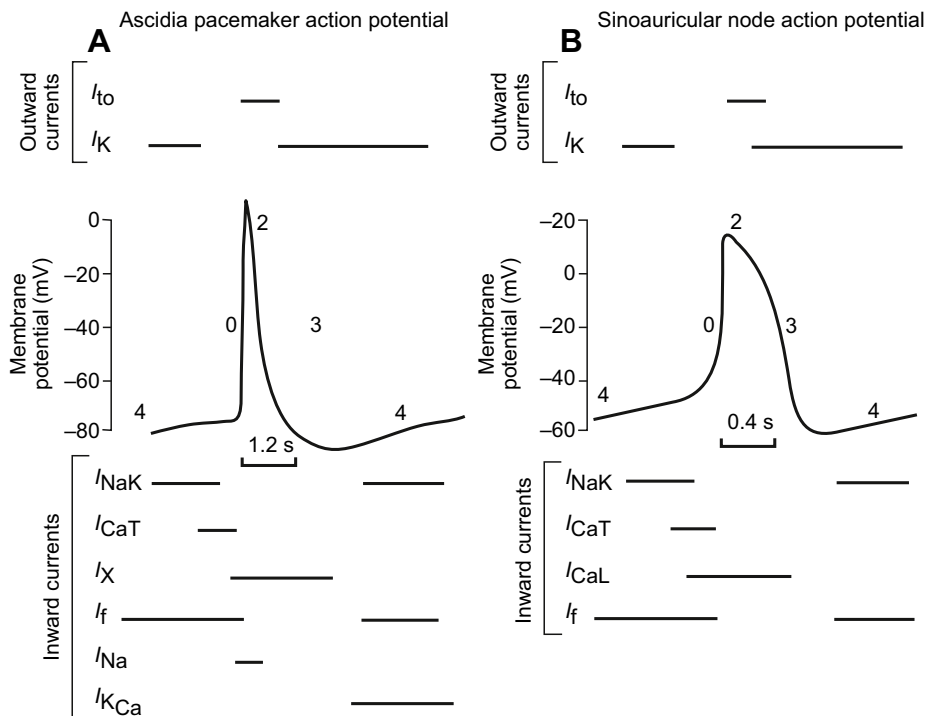 Ascidia pacemaker action potential
A
Outward currents
Ito
IK
Membrane potential (mV)
0
–20
–40
–60
–80
4
0
2
3
4
1.2 s
Inward currents
INaK
ICaT
IX
If
INa
IKCa
Sinoauricular node action potential
B
Outward currents
Ito
IK
Membrane potential (mV)
–20
0
–20
–40
–60
4
0
2
3
4
0.4 s
Inward currents
INaK
ICaT
ICaL
If